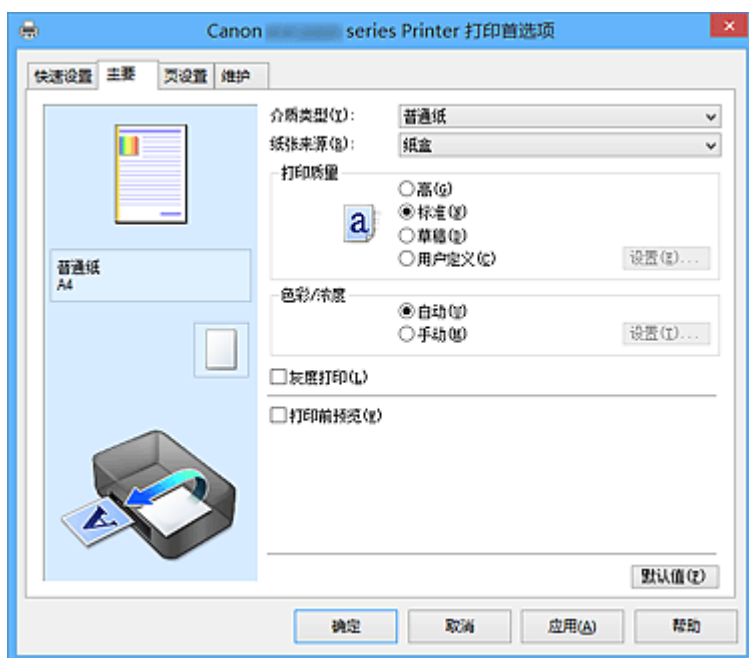 Canon series Printer 打印首选项
快速设置 主要 页设置 维护
介质类型(Y): 普通纸
纸张来源(R): 纸盒
打印质量
高(G)
a
标准(N)
草稿(D)
用户定义(C) 设置(E)...
普通纸
A4
色彩/浓度
自动(U)
手动(M) 设置(T)...
灰度打印(L)
打印前预览(K)
A
默认值(F)
确定 取消 应用(A) 帮助